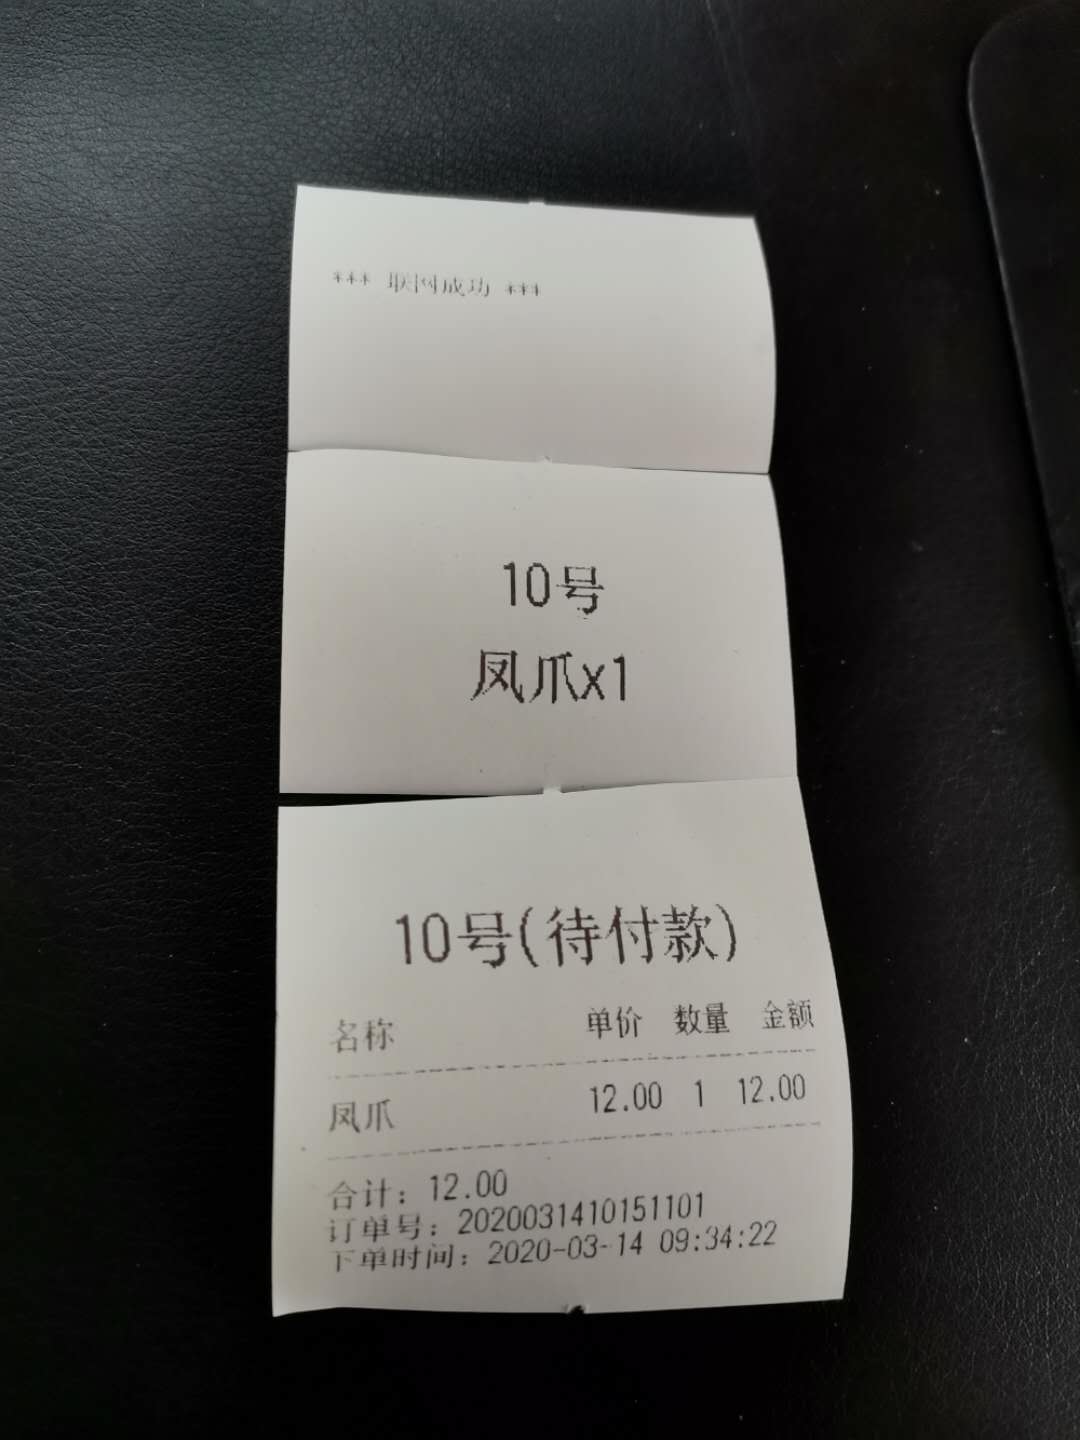 *** 联网成功 ***
10号
凤爪x1
10号(待付款)
名称 单价 数量 金额
凤爪 12.00 1 12.00
合计：12.00
订单号：2020031410151101
下单时间：2020-03-14 09:34:22